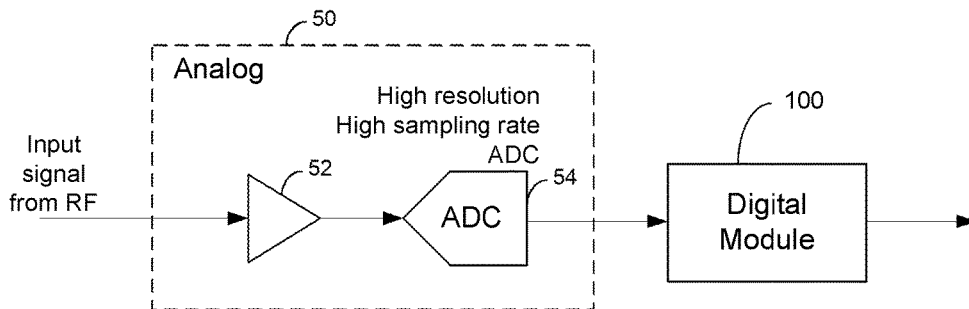 50
Analog
High resolution
High sampling rate
ADC
Input
signal
from RF
52
ADC
54
100
Digital
Module